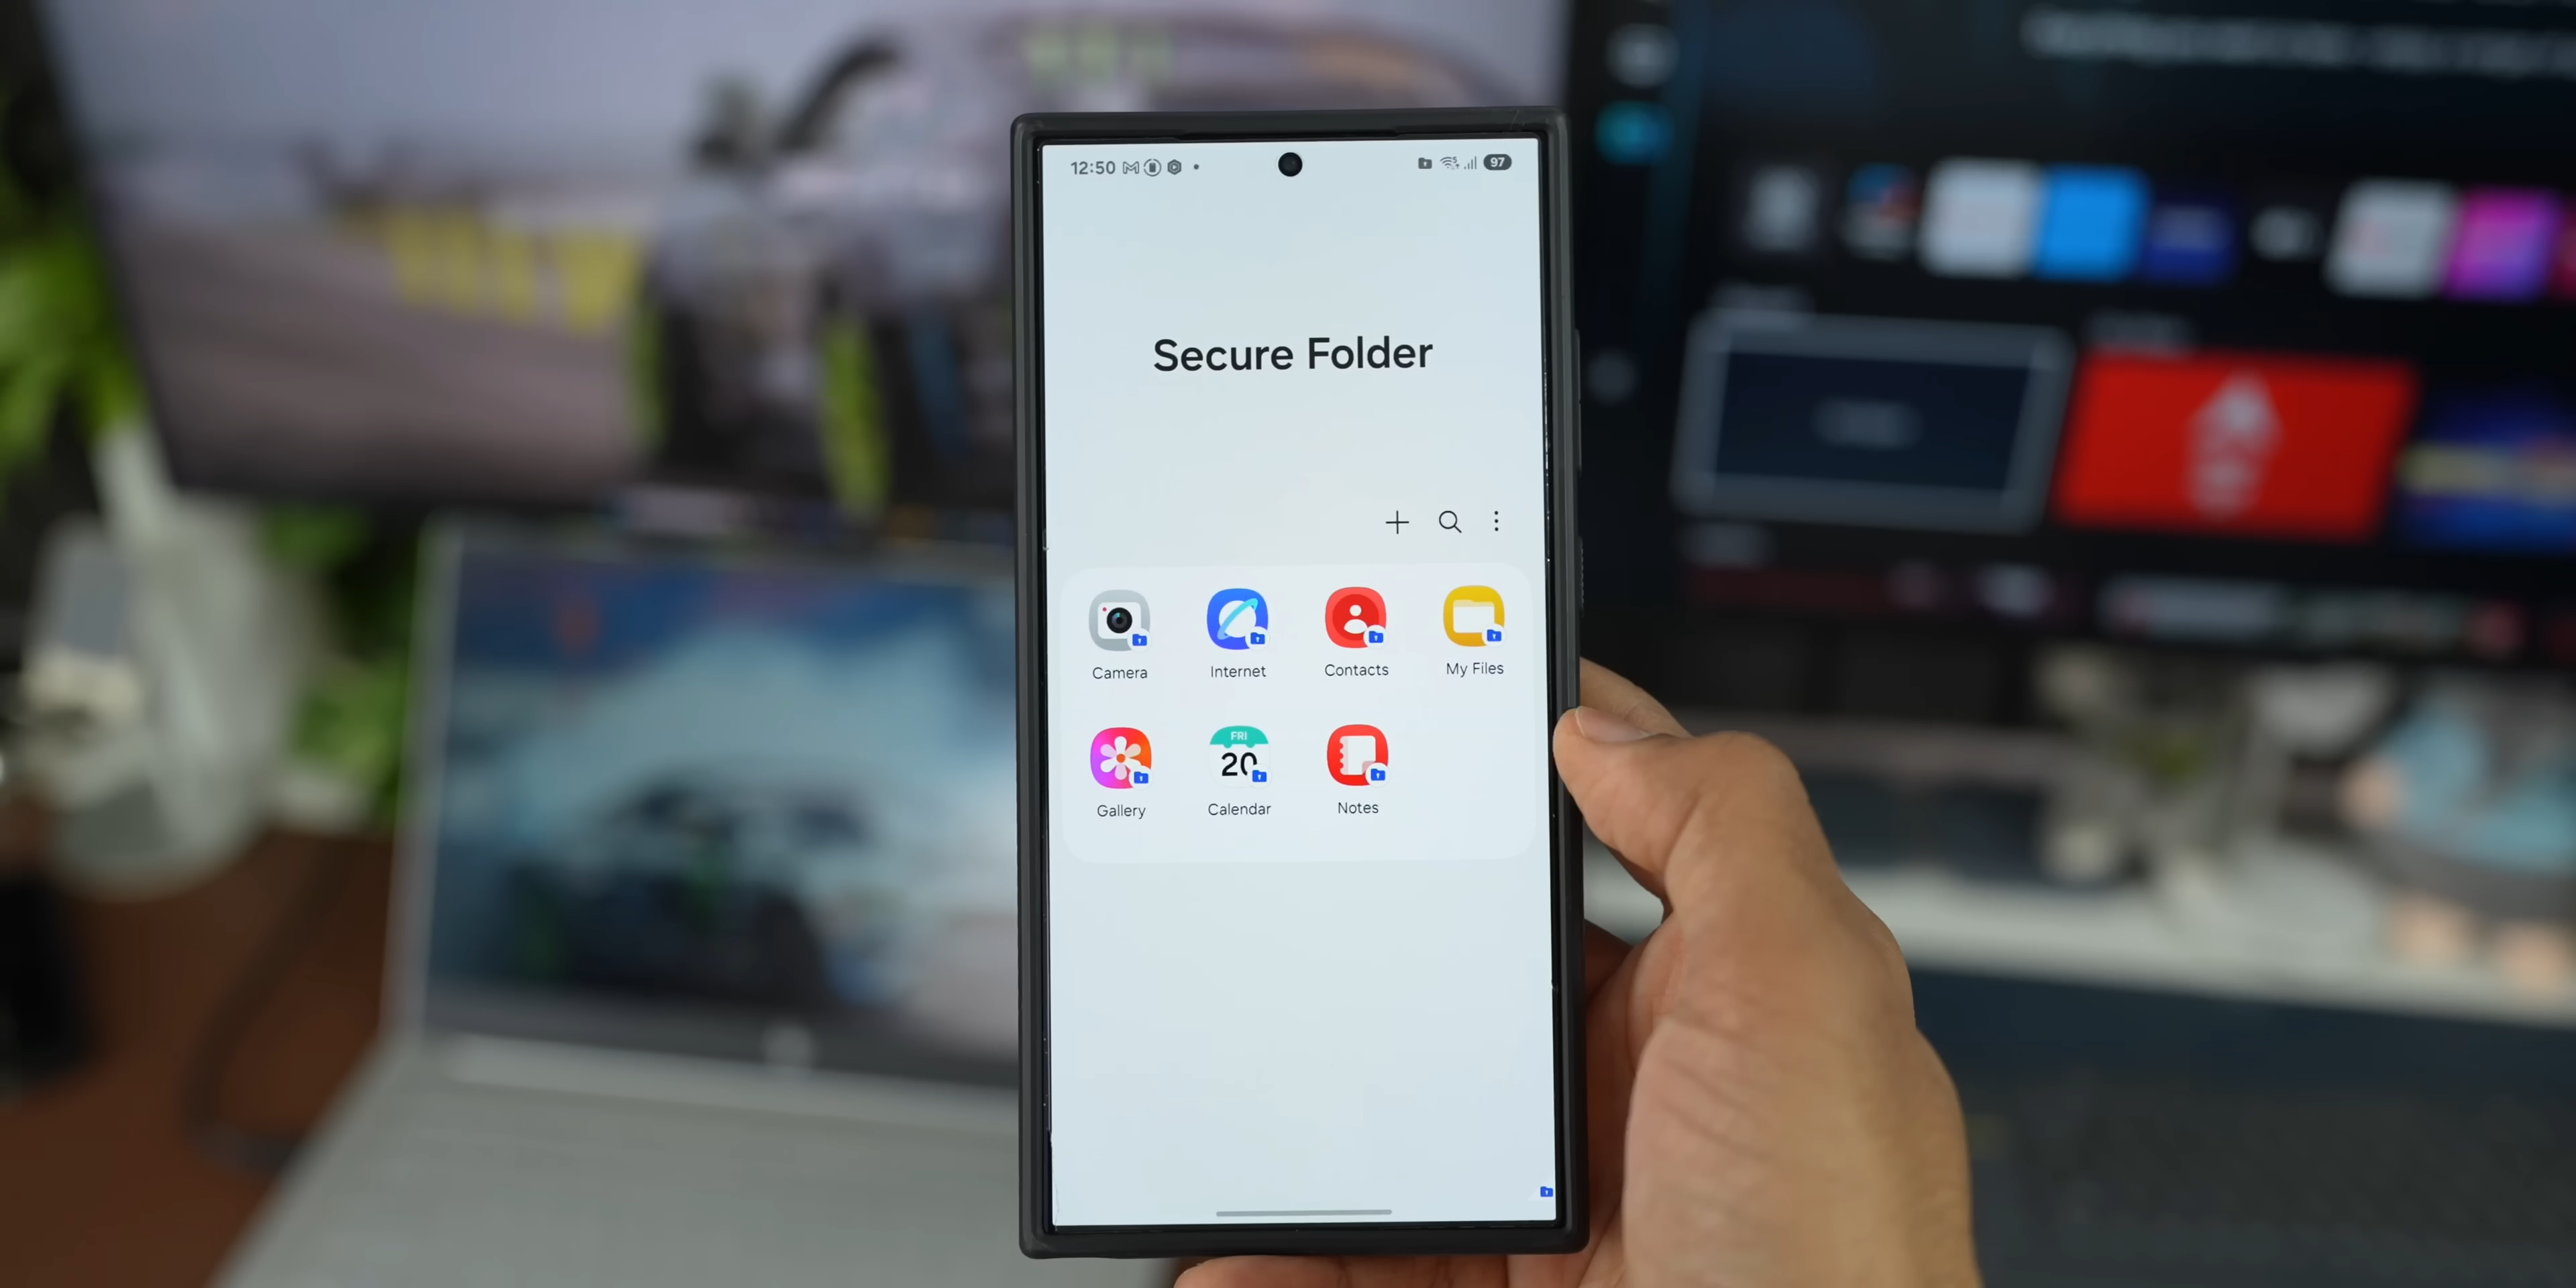 12:50
97
Secure Folder
Camera
Internet
Contacts
My Files
FRI
20
Gallery
Calendar
Notes